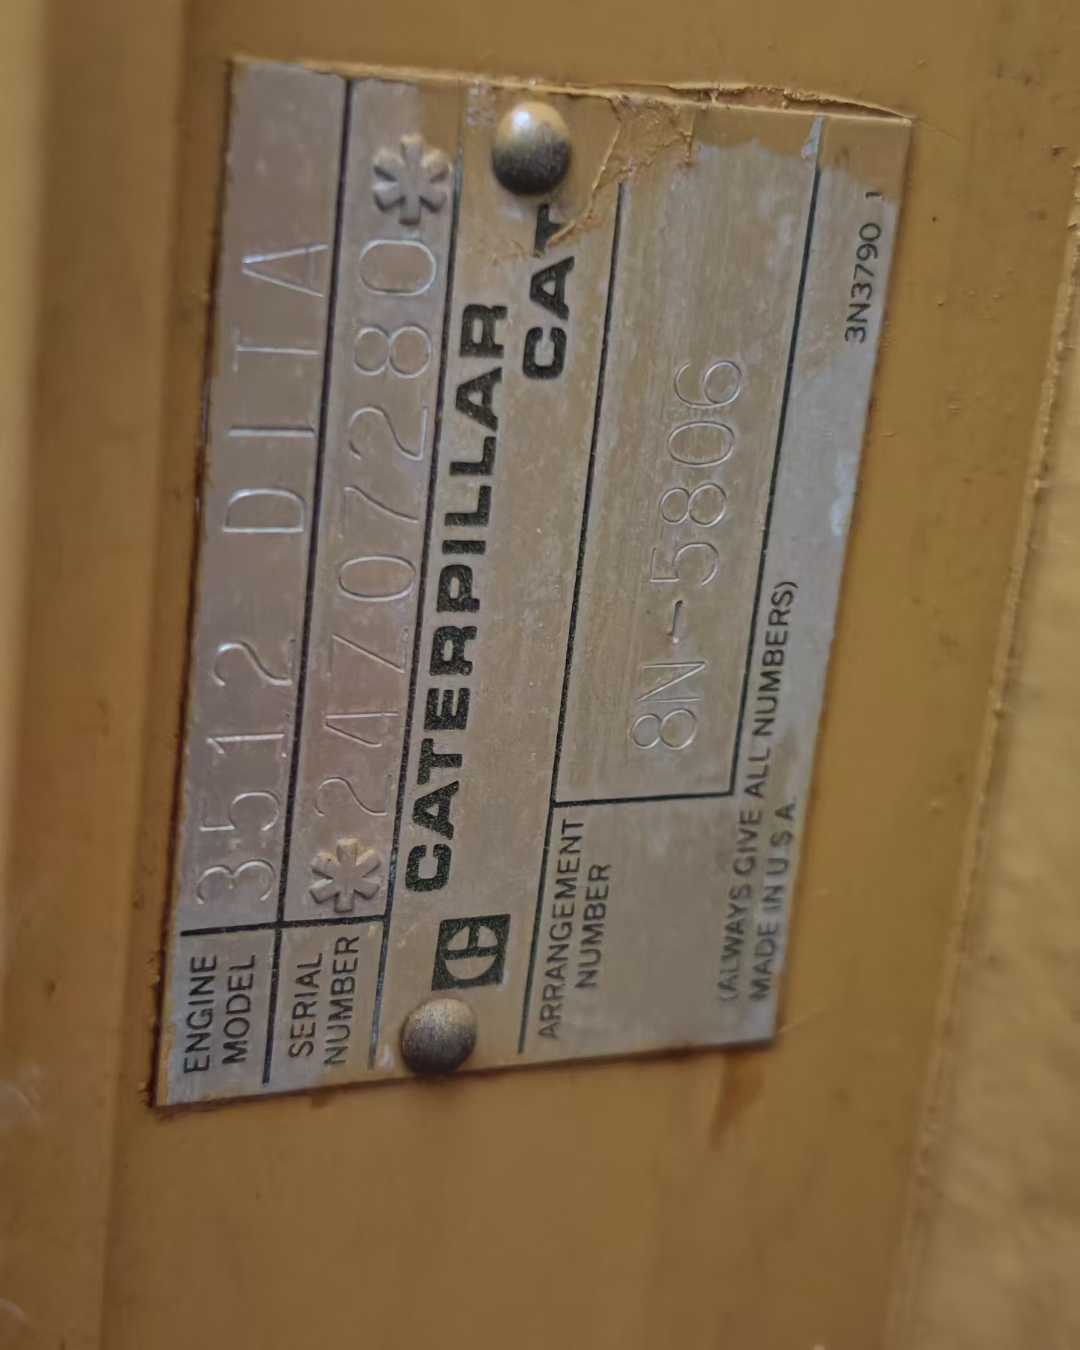 ENGINE MODEL 3512 DITA
SERIAL NUMBER *24Z07280*
CATERPILLAR
CAT
ARRANGEMENT NUMBER 8N-5806
(ALWAYS GIVE ALL NUMBERS)
MADE IN U.S.A.
3N3790 1